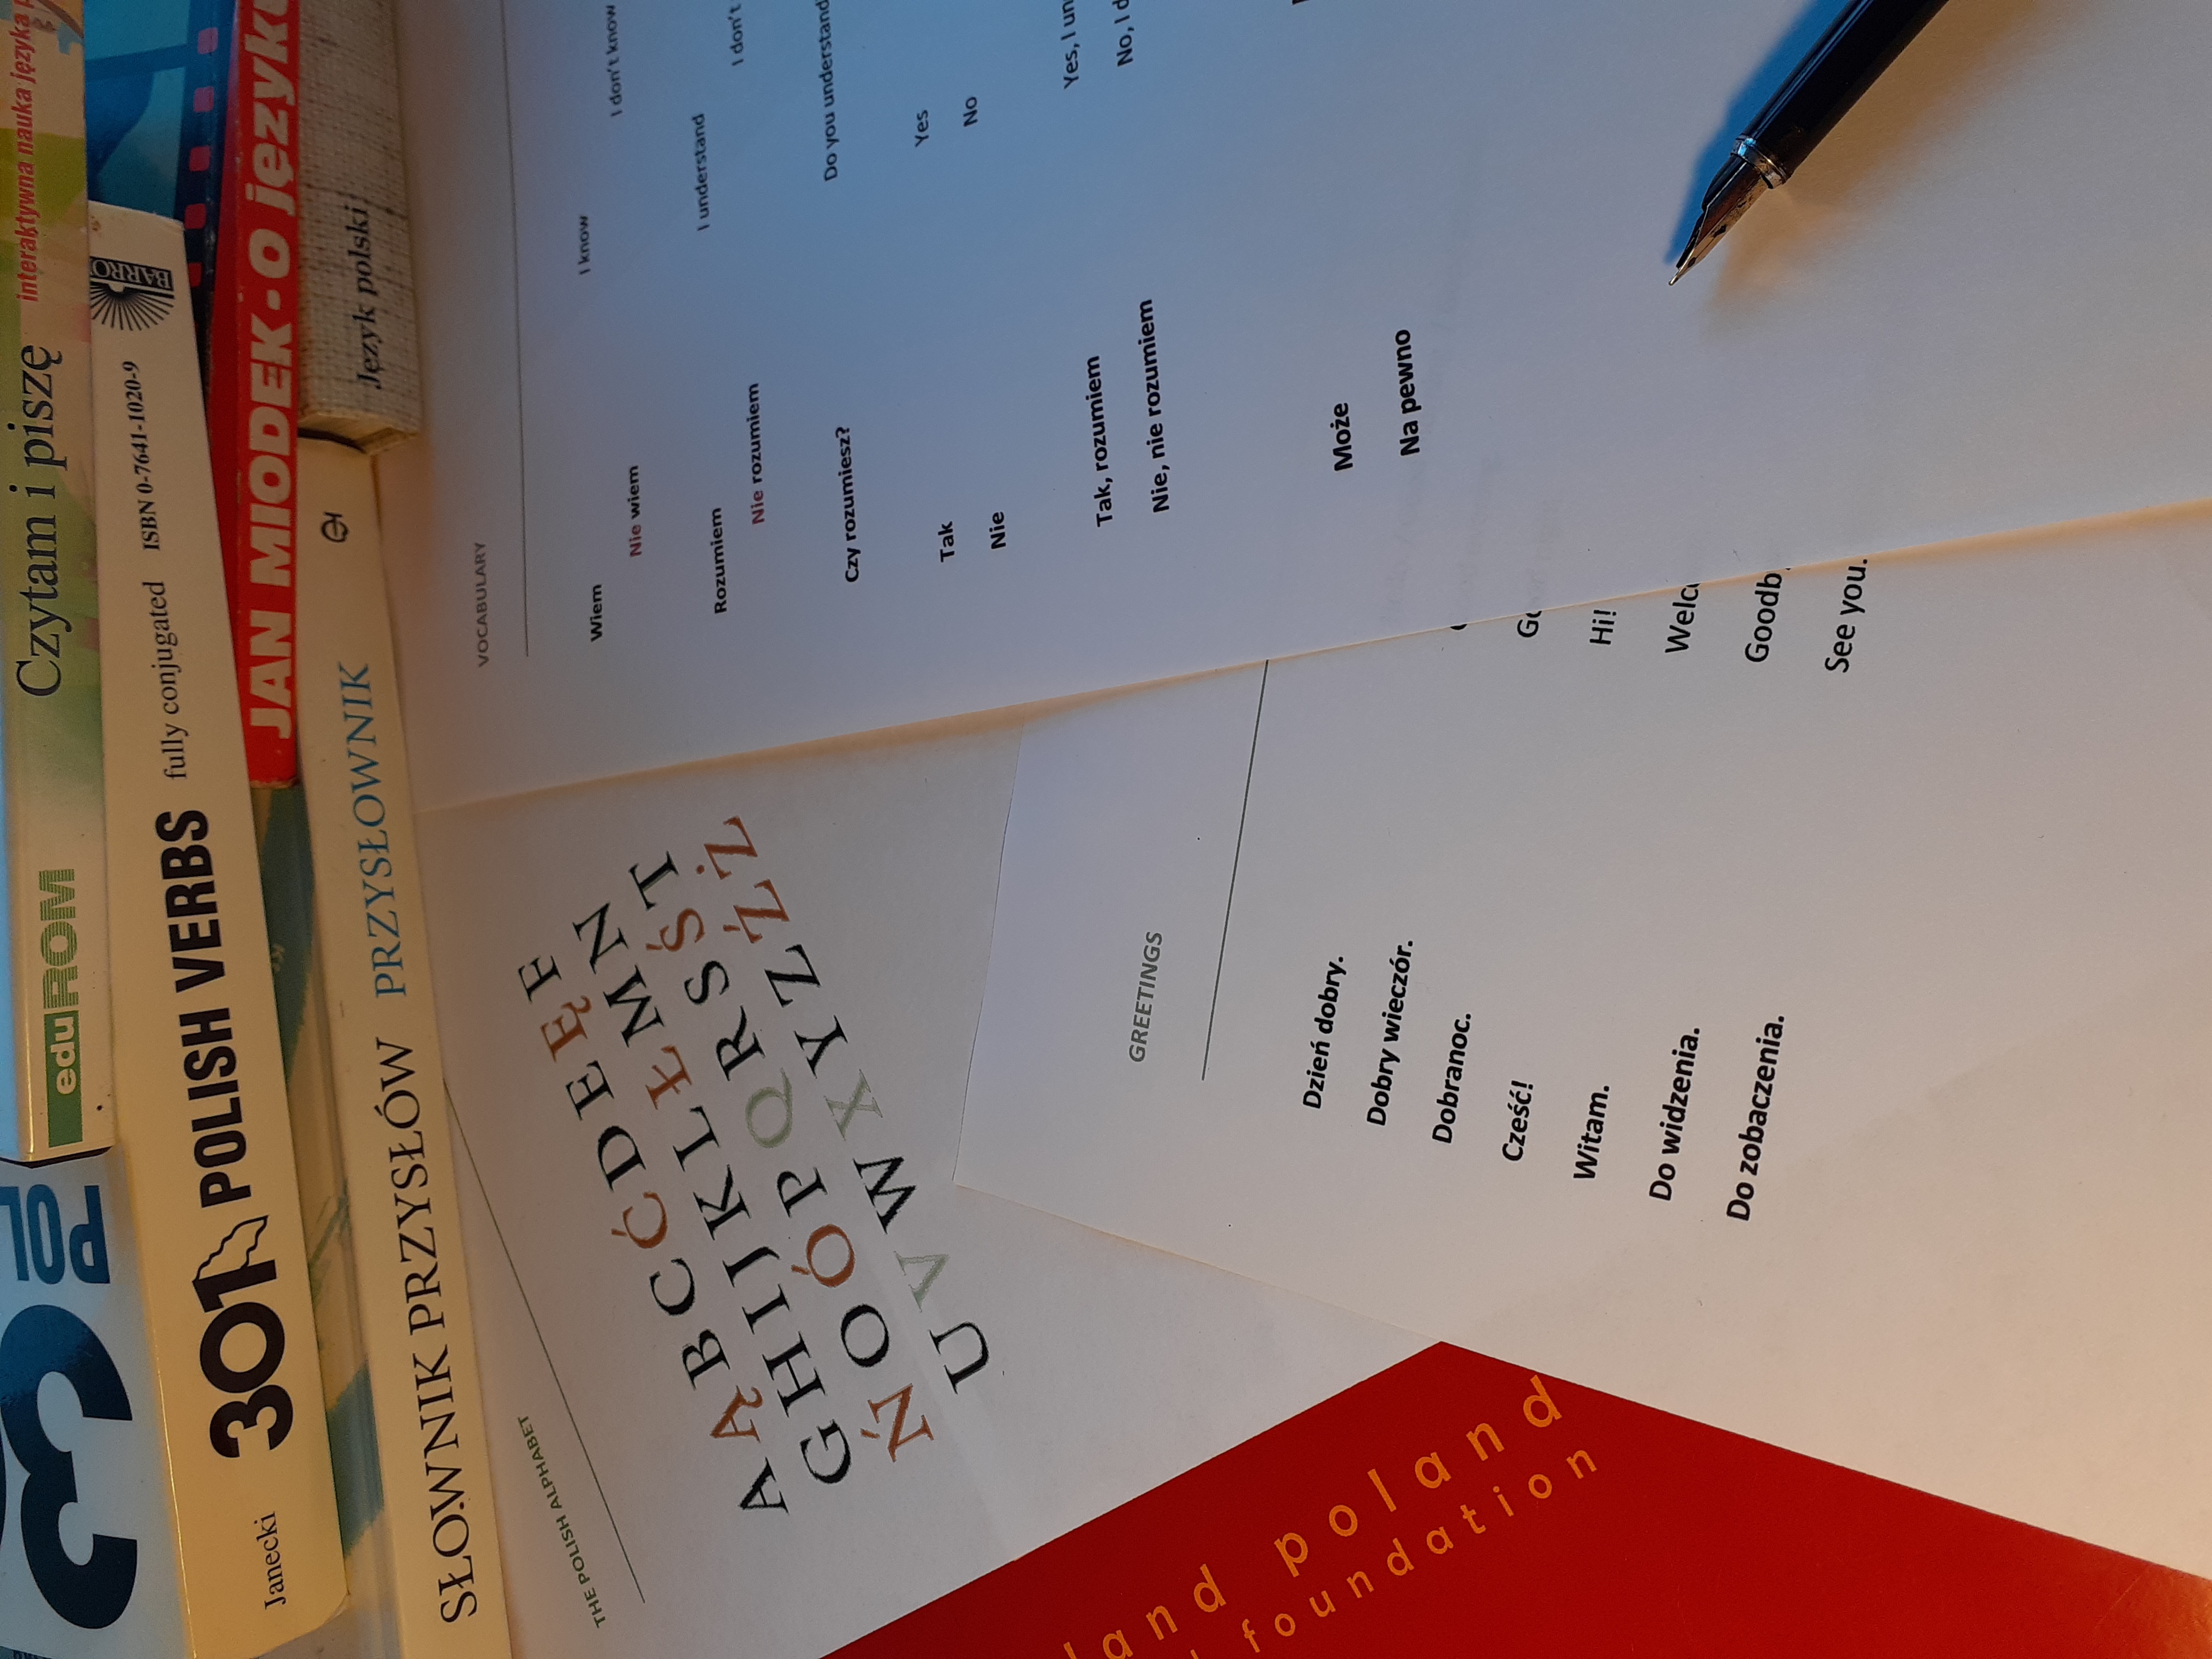 3
POL
eduROM Czytam i piszę interaktywna nauka języka
Janecki 301 POLISH VERBS fully conjugated ISBN 0-7641-1020-9
JAN MIODEK - O języku
SŁOWNIK PRZYSŁÓW PRZYSŁOWNIK
Język polski
THE POLISH ALPHABET
A Ą B C Ć D E Ę F
G H I J K L Ł M N
Ń O Ó P Q R S Ś T
U V W X Y Z Ź Ż
VOCABULARY
Wiem I know
Nie wiem I don't know
Rozumiem I understand
Nie rozumiem I don't
Czy rozumiesz? Do you understand
Tak Yes
Nie No
Tak, rozumiem Yes, I un
Nie, nie rozumiem No, I d
Może
Na pewno
GREETINGS
Dzień dobry.
Dobry wieczór.
Dobranoc.
Cześć! Hi!
Witam. Welc
Do widzenia. Goodb
Do zobaczenia. See you.
land poland
foundation